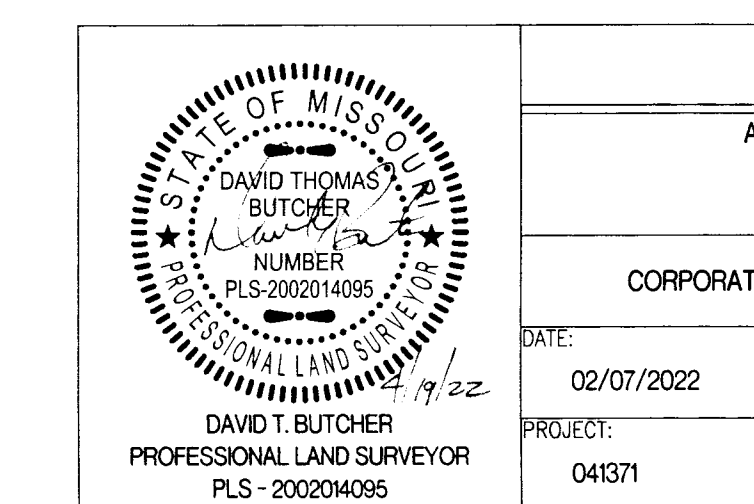 STATE OF MISSOURI
DAVID THOMAS
BUTCHER
NUMBER
PLS-2002014095
PROFESSIONAL LAND SURVEYOR
4/19/22
DAVID T. BUTCHER
PROFESSIONAL LAND SURVEYOR
PLS - 2002014095
A
CORPORAT
DATE:
02/07/2022
PROJECT:
041371